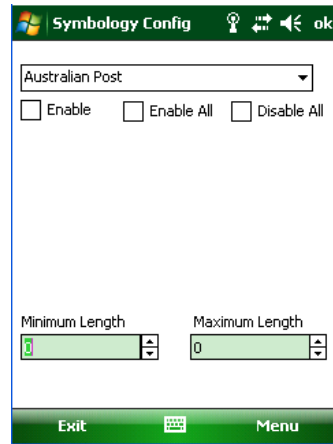 Symbology Config ok
Australian Post
Enable Enable All Disable All
Minimum Length Maximum Length
0 0
Exit Menu